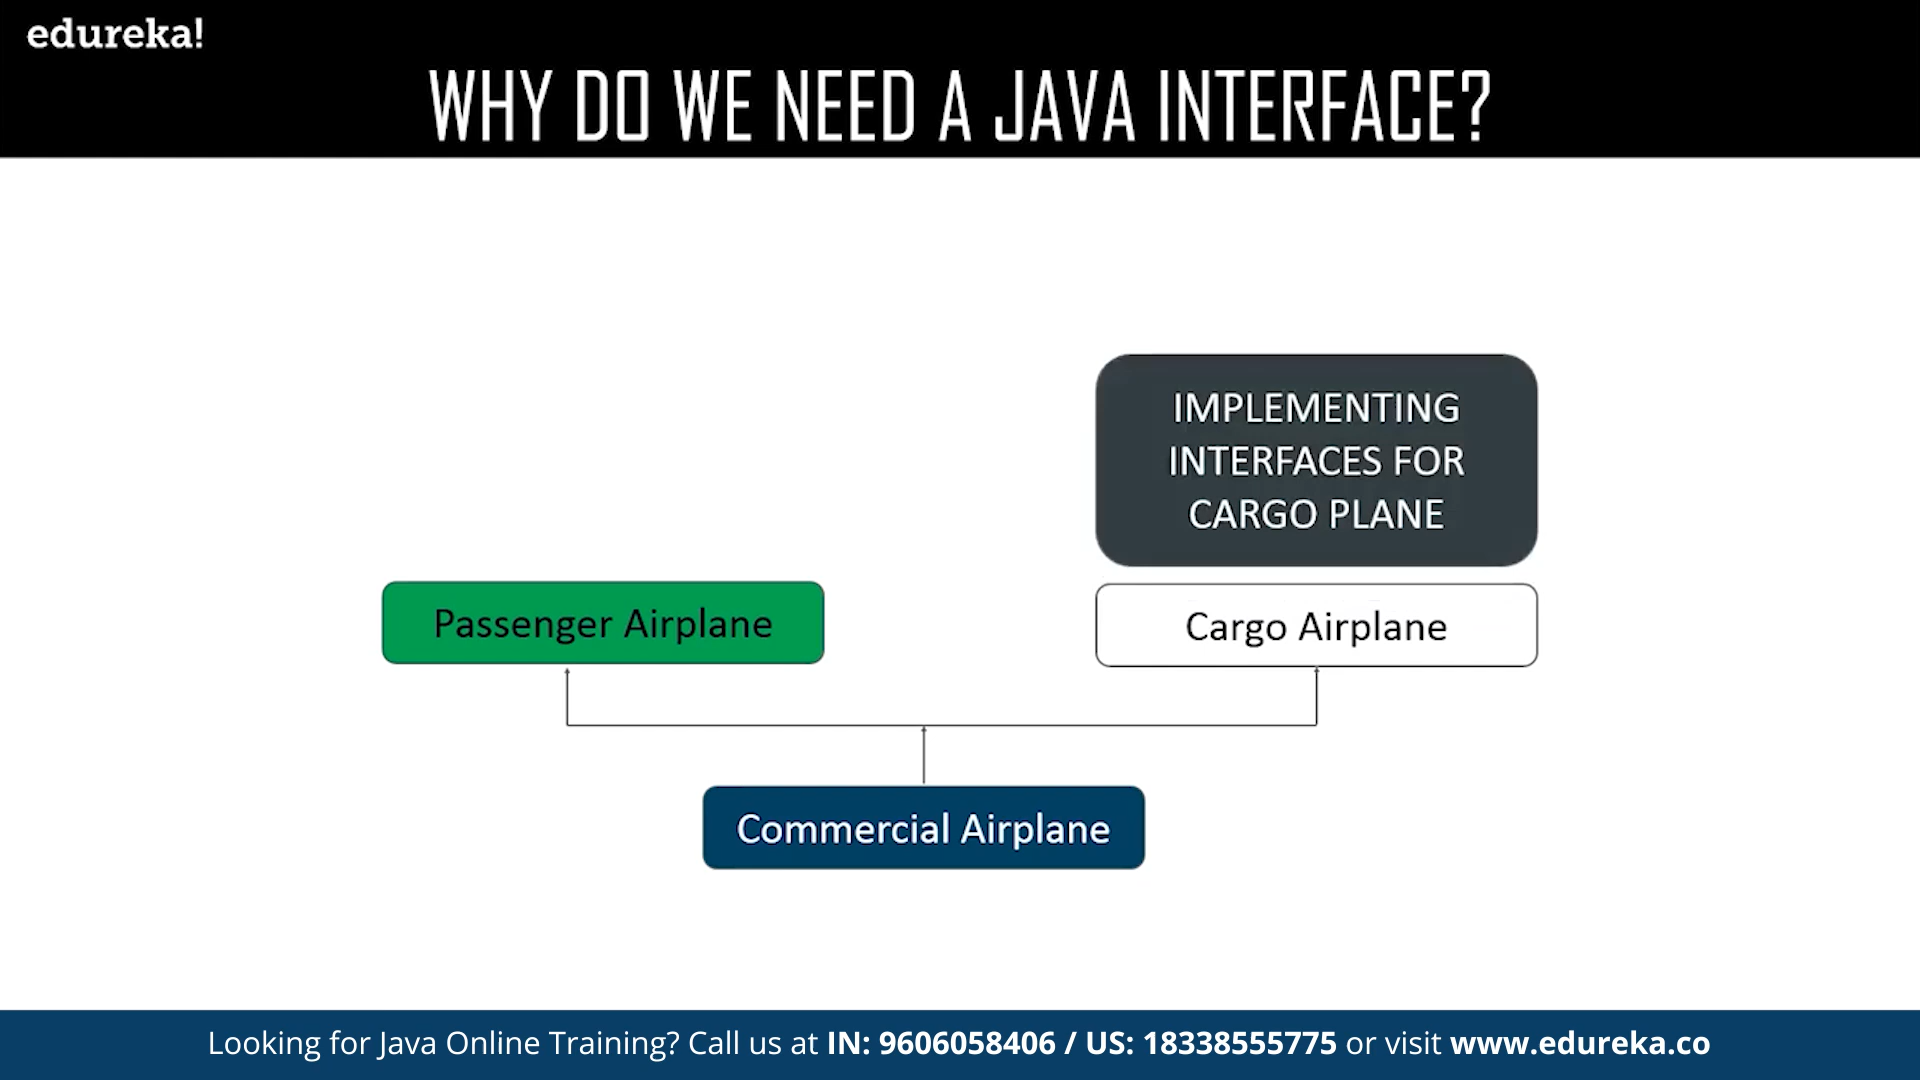 edureka!
WHY DO WE NEED A JAVA INTERFACE?
IMPLEMENTING
INTERFACES FOR
CARGO PLANE
Passenger Airplane
Cargo Airplane
Commercial Airplane
Looking for Java Online Training? Call us at IN: 9606058406 / US: 18338555775 or visit www.edureka.co